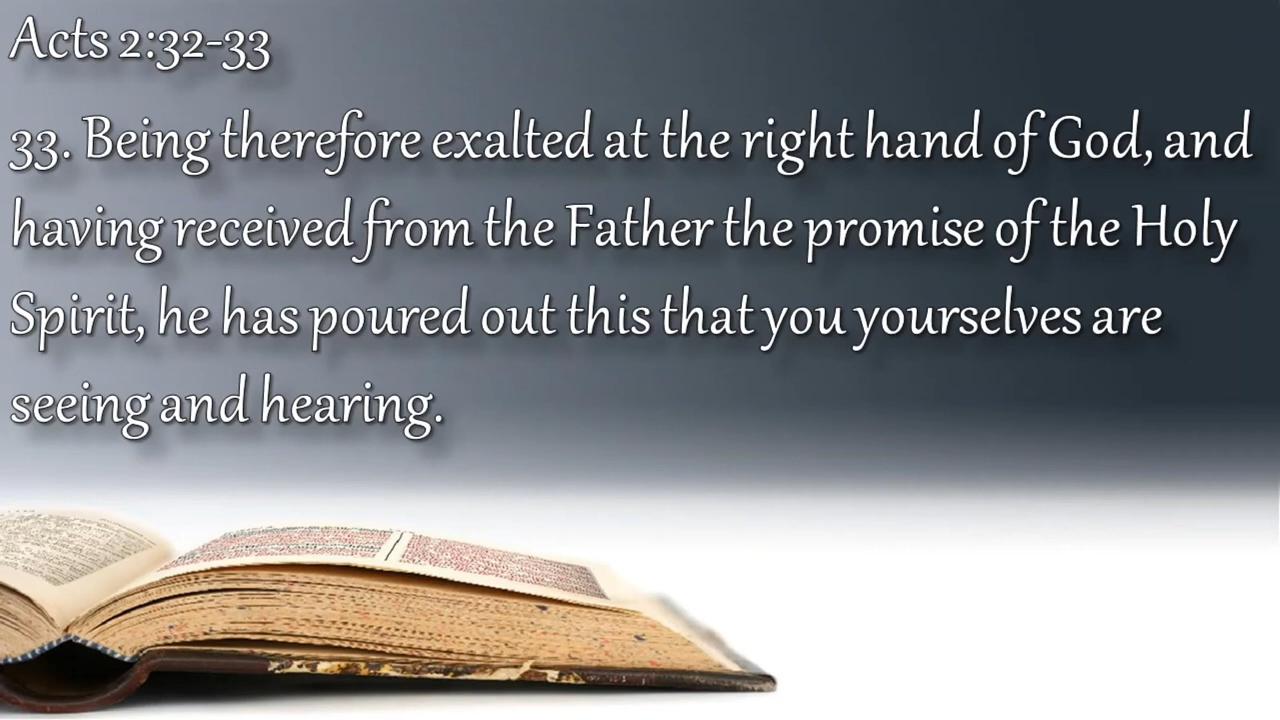 Acts 2:32-33
33. Being therefore exalted at the right hand of God, and
having received from the Father the promise of the Holy
Spirit, he has poured out this that you yourselves are
seeing and hearing.